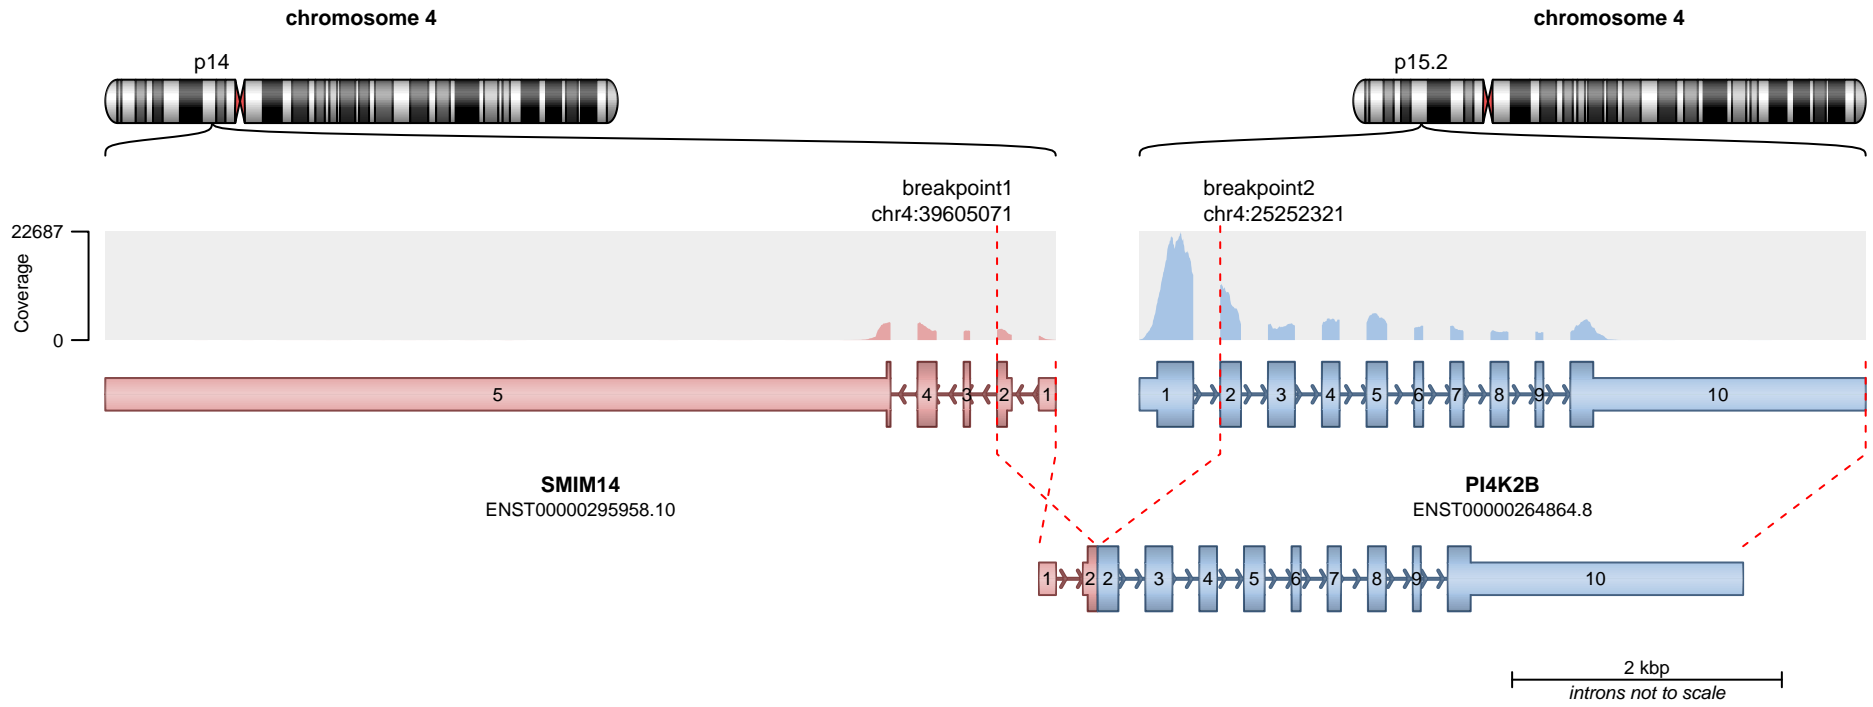 chromosome 4
chromosome 4
p14
p15.2
breakpoint1
chr4:39605071
breakpoint2
chr4:25252321
22687
Coverage
0
5 4 3 2 1
1 2 3 4 5 6 7 8 9 10
SMIM14
ENST00000295958.10
PI4K2B
ENST00000264864.8
1 2 2 3 4 5 6 7 8 9 10
2 kbp
introns not to scale